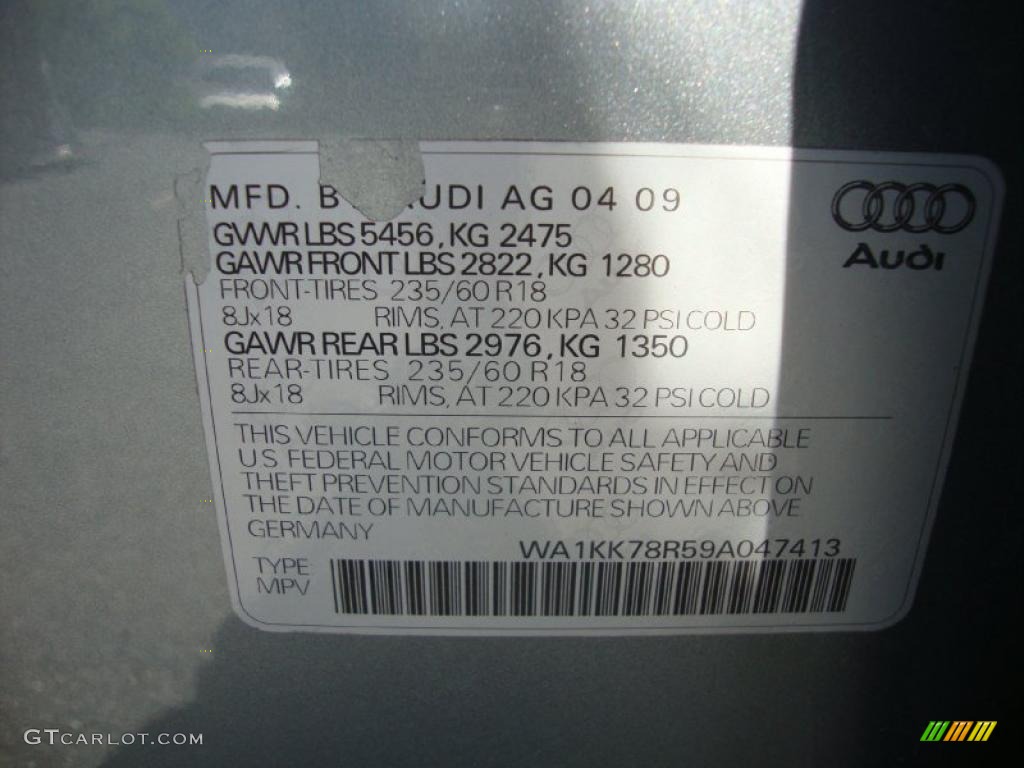 MFD. B UDI AG 04 09
GVWR LBS 5456, KG 2475
GAWR FRONT LBS 2822, KG 1280
FRONT-TIRES 235/60 R18
8Jx18 RIMS, AT 220 KPA 32 PSI COLD
GAWR REAR LBS 2976, KG 1350
REAR-TIRES 235/60 R18
8Jx18 RIMS, AT 220 KPA 32 PSI COLD
THIS VEHICLE CONFORMS TO ALL APPLICABLE
U.S. FEDERAL MOTOR VEHICLE SAFETY AND
THEFT PREVENTION STANDARDS IN EFFECT ON
THE DATE OF MANUFACTURE SHOWN ABOVE
GERMANY
WA1KK78R59A047413
TYPE
MPV
Audi
GTCARLOT.COM